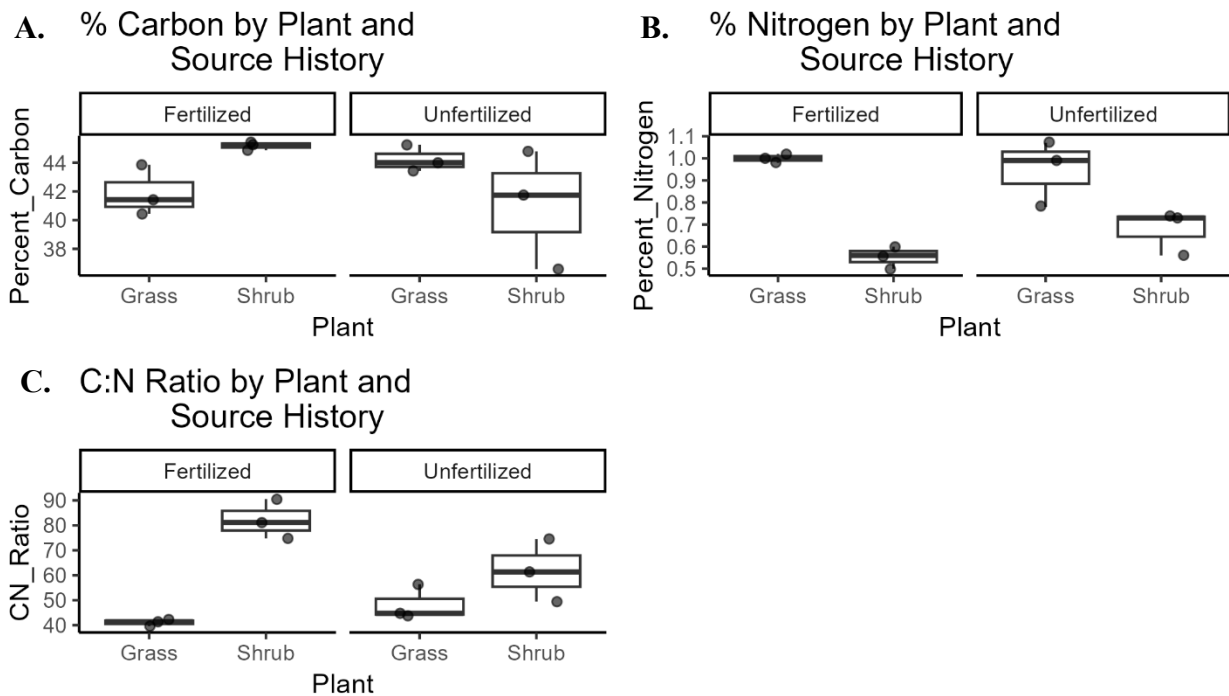 A. % Carbon by Plant and
Source History
Fertilized
Unfertilized
Percent_Carbon
44
42
40
38
Grass
Shrub
Grass
Shrub
Plant
B. % Nitrogen by Plant and
Source History
Fertilized
Unfertilized
Percent_Nitrogen
1.1
1.0
0.9
0.8
0.7
0.6
0.5
Grass
Shrub
Grass
Shrub
Plant
C. C:N Ratio by Plant and
Source History
Fertilized
Unfertilized
CN_Ratio
90
80
70
60
50
40
Grass
Shrub
Grass
Shrub
Plant